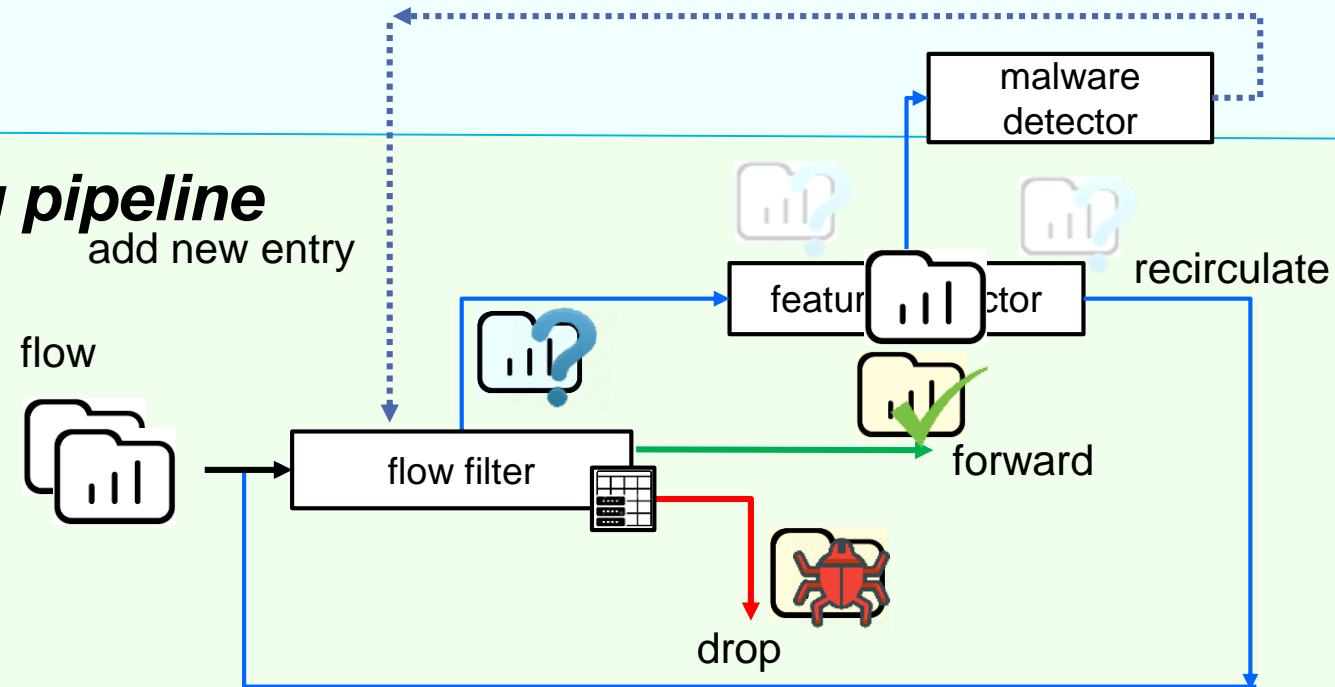 malware
detector
pipeline
add new entry
recirculate
flow
flow filter
forward
drop